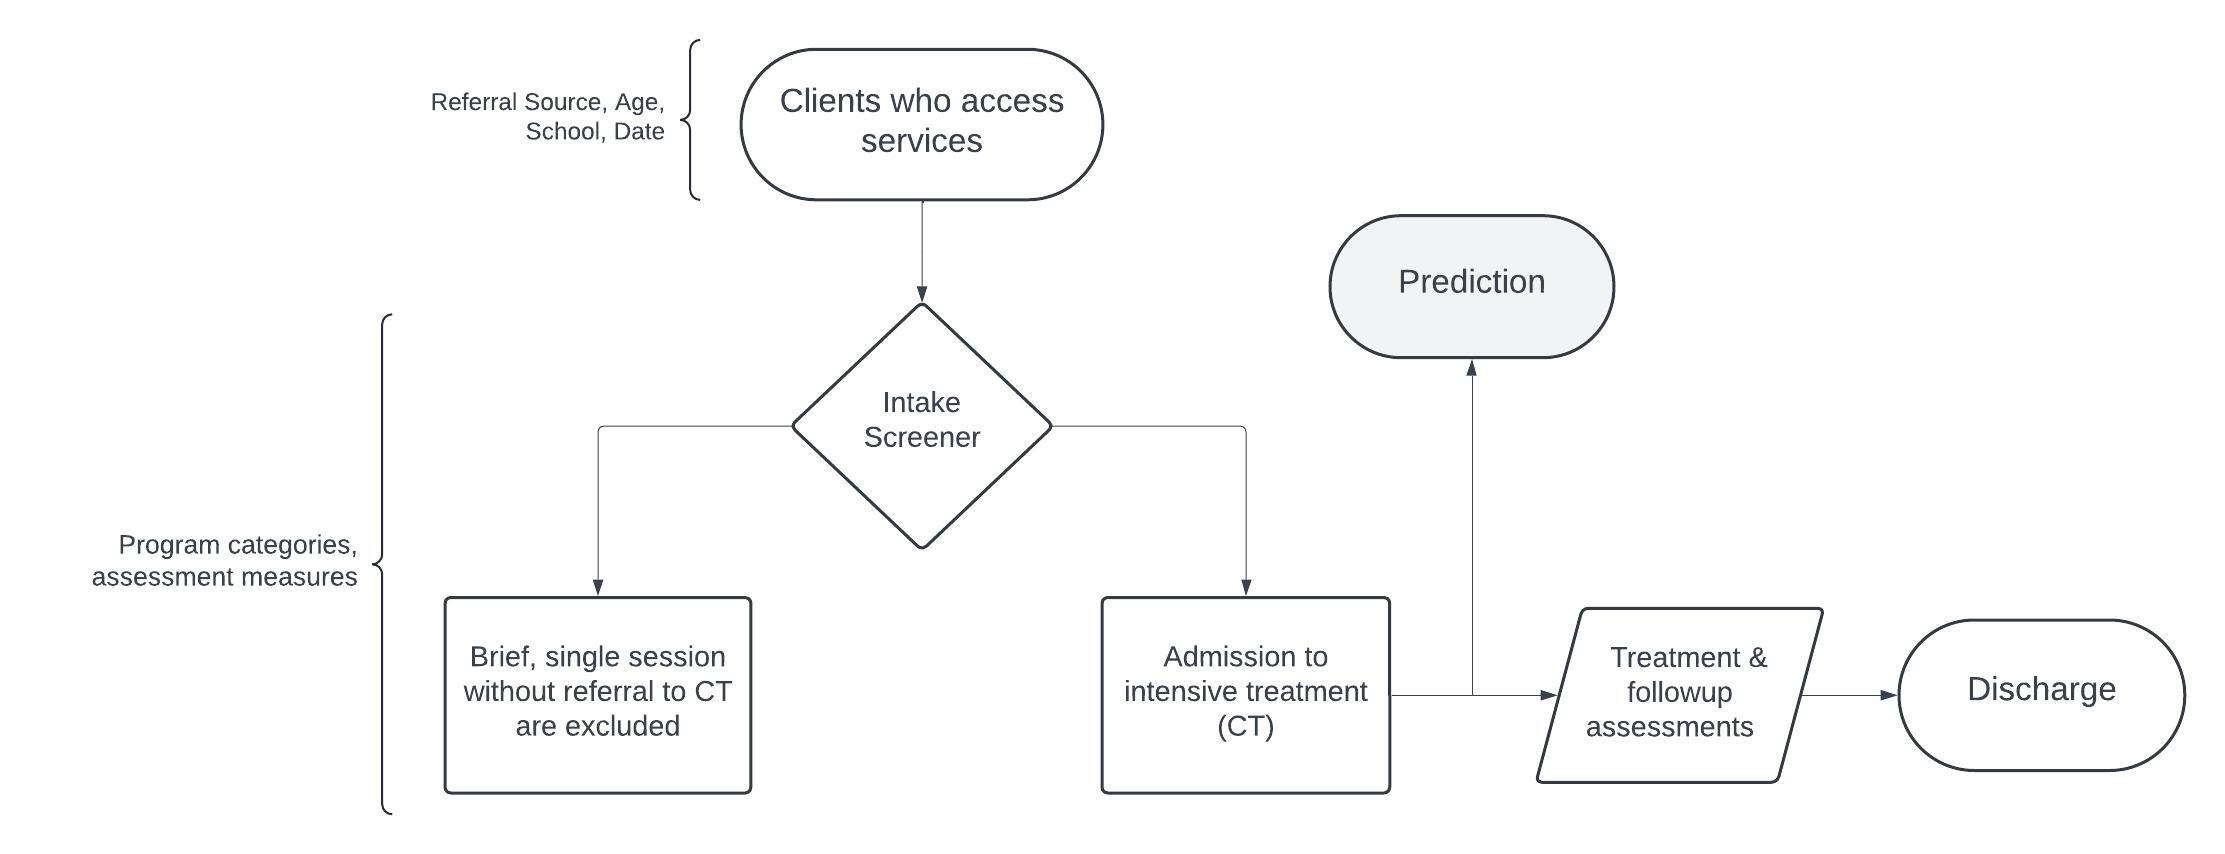 Referral Source, Age,
School, Date
Clients who access
services
Prediction
Intake
Screener
Program categories,
assessment measures
Brief, single session
without referral to CT
are excluded
Admission to
intensive treatment
(CT)
Treatment &
followup
assessments
Discharge